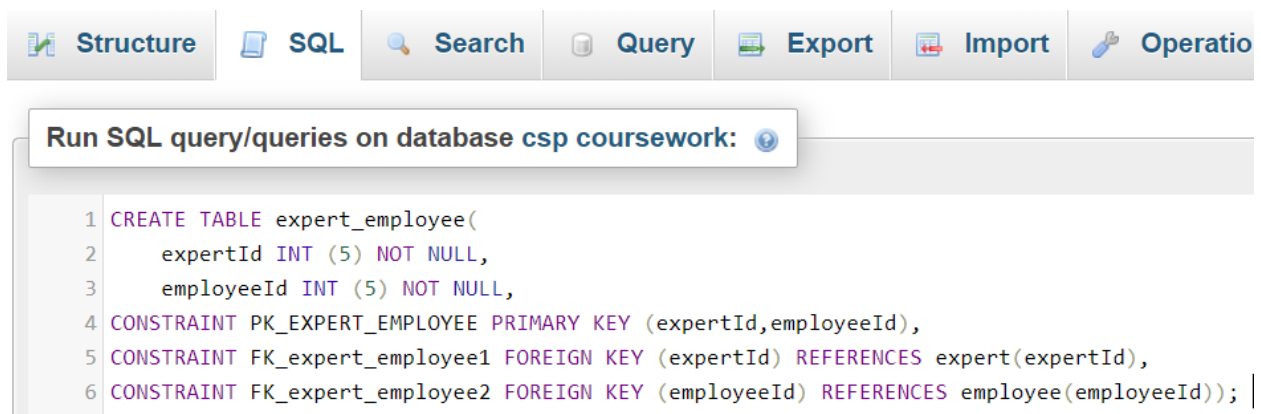 Structure SQL Search Query Export Import Operatio
Run SQL query/queries on database csp coursework:
1 CREATE TABLE expert_employee(
2 expertId INT (5) NOT NULL,
3 employeeId INT (5) NOT NULL,
4 CONSTRAINT PK_EXPERT_EMPLOYEE PRIMARY KEY (expertId,employeeId),
5 CONSTRAINT FK_expert_employee1 FOREIGN KEY (expertId) REFERENCES expert(expertId),
6 CONSTRAINT FK_expert_employee2 FOREIGN KEY (employeeId) REFERENCES employee(employeeId));